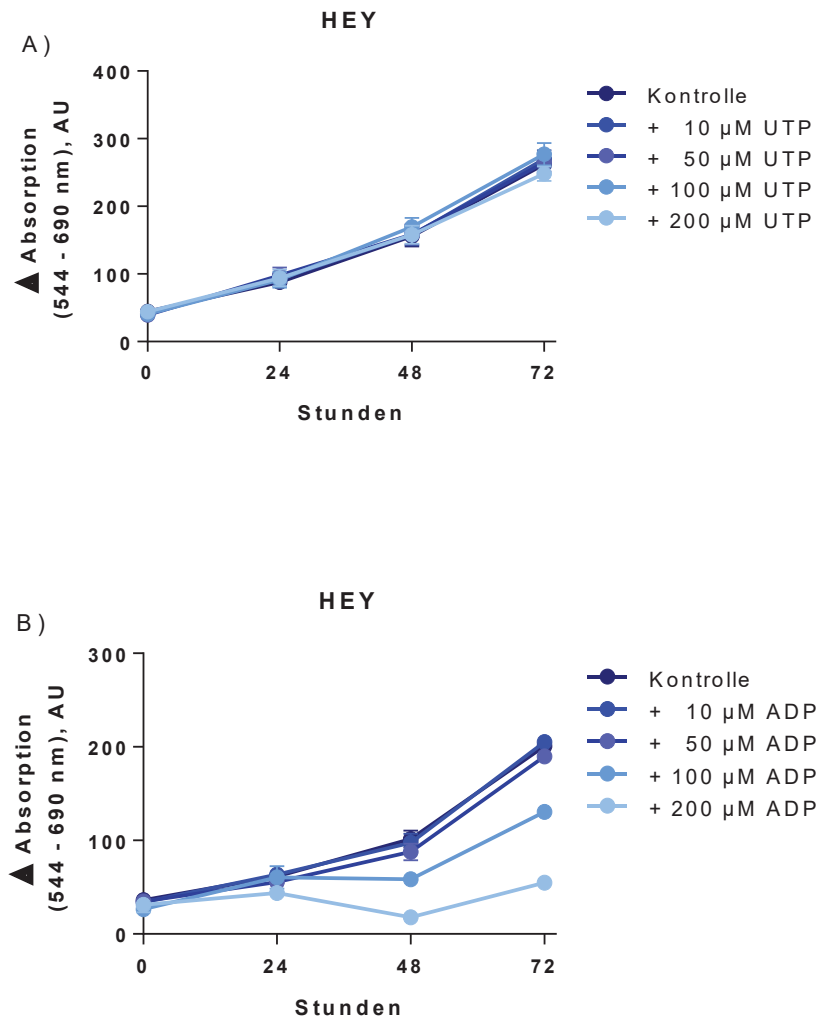 HEY
A)
▲ Absorption
(544 - 690 nm), AU
400
300
200
100
0
0 24 48 72
Stunden
Kontrolle
+ 10 µM UTP
+ 50 µM UTP
+ 100 µM UTP
+ 200 µM UTP
HEY
B)
▲ Absorption
(544 - 690 nm), AU
300
200
100
0
0 24 48 72
Stunden
Kontrolle
+ 10 µM ADP
+ 50 µM ADP
+ 100 µM ADP
+ 200 µM ADP